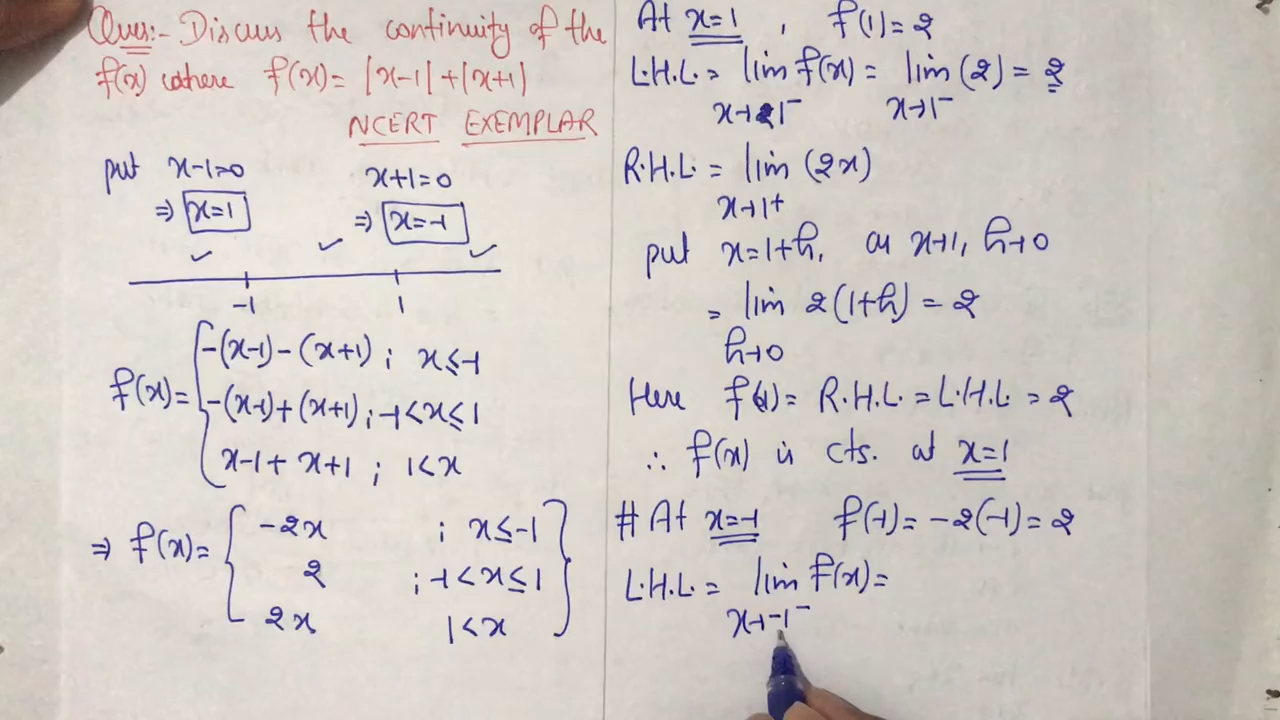 Ques:- Discuss the continuity of the
f(x) where f(x)= |x-1|+|x+1|
NCERT EXEMPLAR
put x-1=0 x+1=0
⇒ x=1 ⇒ x=-1
-1 1
f(x)= { -(x-1)-(x+1) ; x≤-1
-(x-1)+(x+1) ; -1<x≤1
x-1+x+1 ; 1<x
⇒ f(x)= { -2x ; x≤-1
2 ; -1<x≤1
2x 1<x }
At x=1 , f(1)=2
L.H.L. = lim f(x) = lim (2) = 2
x→1⁻ x→1⁻
R.H.L. = lim (2x)
x→1+
put x=1+h, as x→1, h→0
= lim 2(1+h) = 2
h→0
Here f(1)= R.H.L. = L.H.L. = 2
∴ f(x) is cts. at x=1
# At x=-1 f(-1)= -2(-1)=2
L.H.L. = lim f(x)=
x→-1⁻